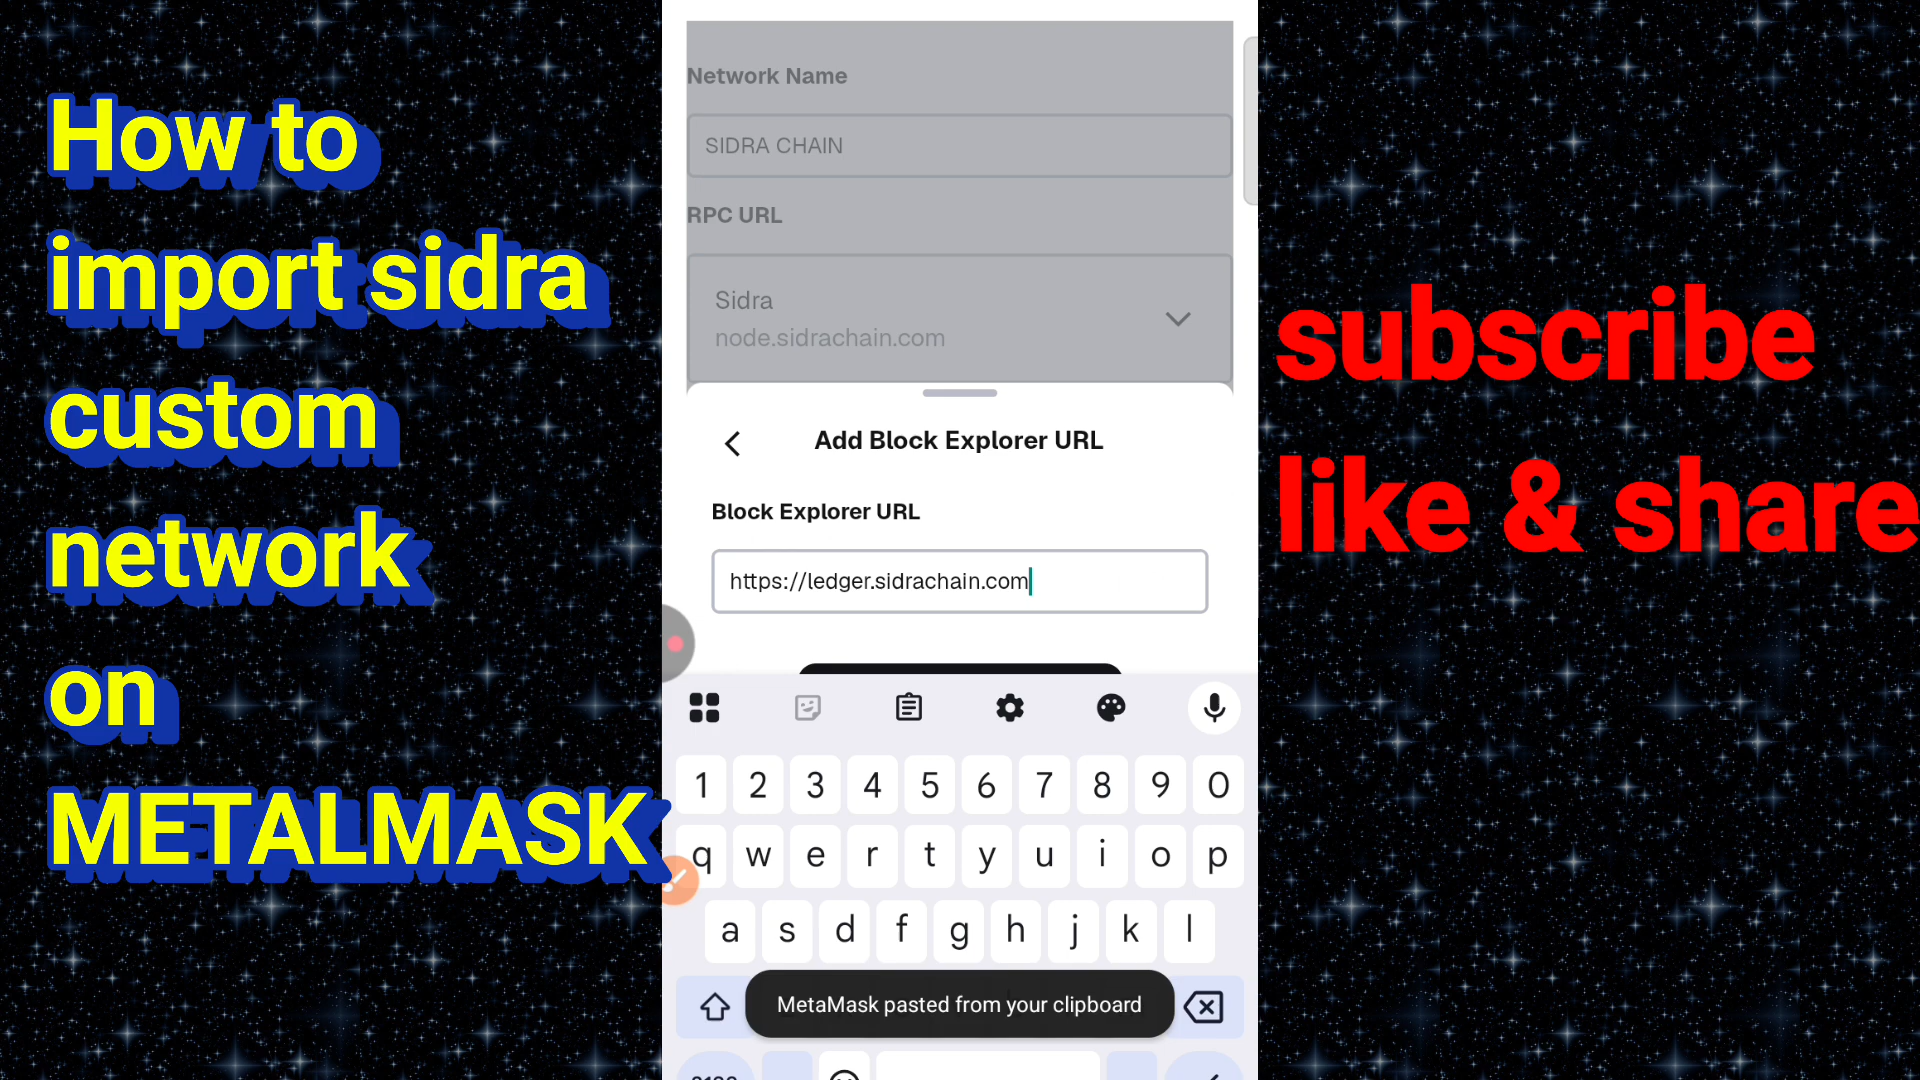 How to
import sidra
custom
network
on
METALMASK
Network Name
SIDRA CHAIN
RPC URL
Sidra
node.sidrachain.com
Add Block Explorer URL
Block Explorer URL
https://ledger.sidrachain.com
1 2 3 4 5 6 7 8 9 0
q w e r t y u i o p
a s d f g h j k l
MetaMask pasted from your clipboard
subscribe
like & share